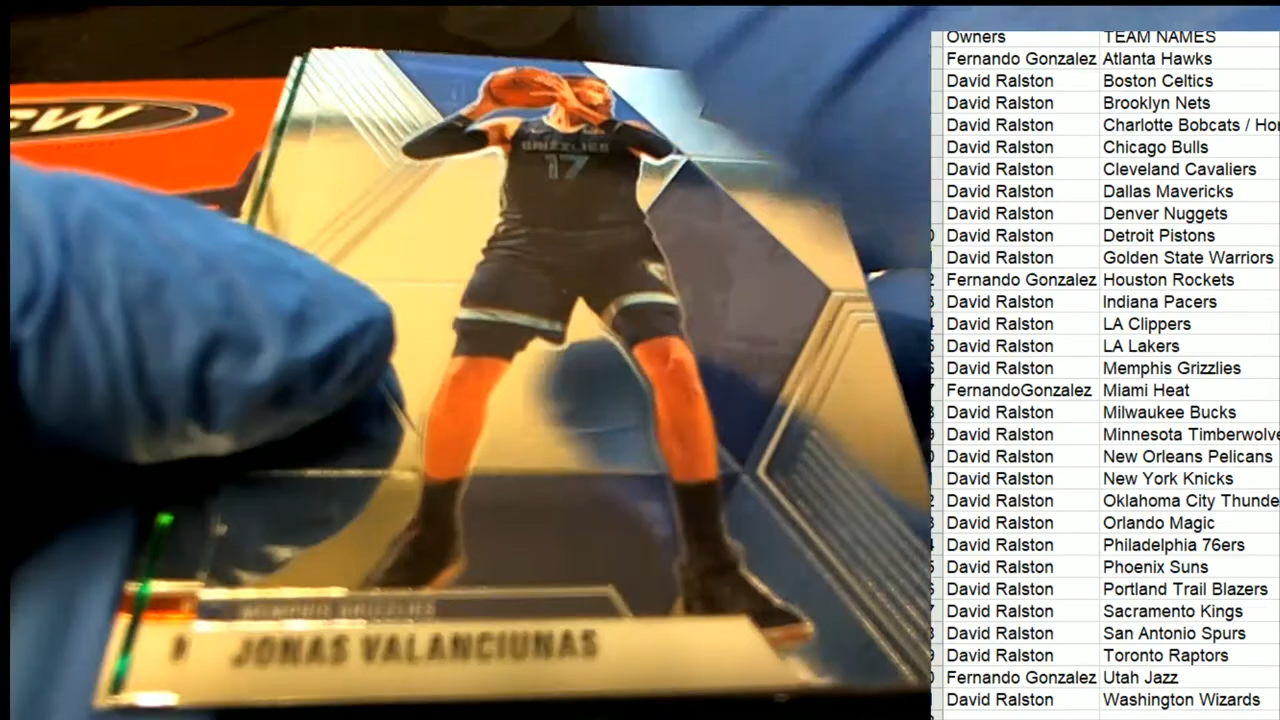 CW
GRIZZLIES
17
MEMPHIS GRIZZLIES
JONAS VALANCIUNAS
Owners TEAM NAMES
Fernando Gonzalez Atlanta Hawks
David Ralston Boston Celtics
David Ralston Brooklyn Nets
David Ralston Charlotte Bobcats / Hor
David Ralston Chicago Bulls
David Ralston Cleveland Cavaliers
David Ralston Dallas Mavericks
David Ralston Denver Nuggets
David Ralston Detroit Pistons
David Ralston Golden State Warriors
Fernando Gonzalez Houston Rockets
David Ralston Indiana Pacers
David Ralston LA Clippers
David Ralston LA Lakers
David Ralston Memphis Grizzlies
FernandoGonzalez Miami Heat
David Ralston Milwaukee Bucks
David Ralston Minnesota Timberwolve
David Ralston New Orleans Pelicans
David Ralston New York Knicks
David Ralston Oklahoma City Thunde
David Ralston Orlando Magic
David Ralston Philadelphia 76ers
David Ralston Phoenix Suns
David Ralston Portland Trail Blazers
David Ralston Sacramento Kings
David Ralston San Antonio Spurs
David Ralston Toronto Raptors
Fernando Gonzalez Utah Jazz
David Ralston Washington Wizards